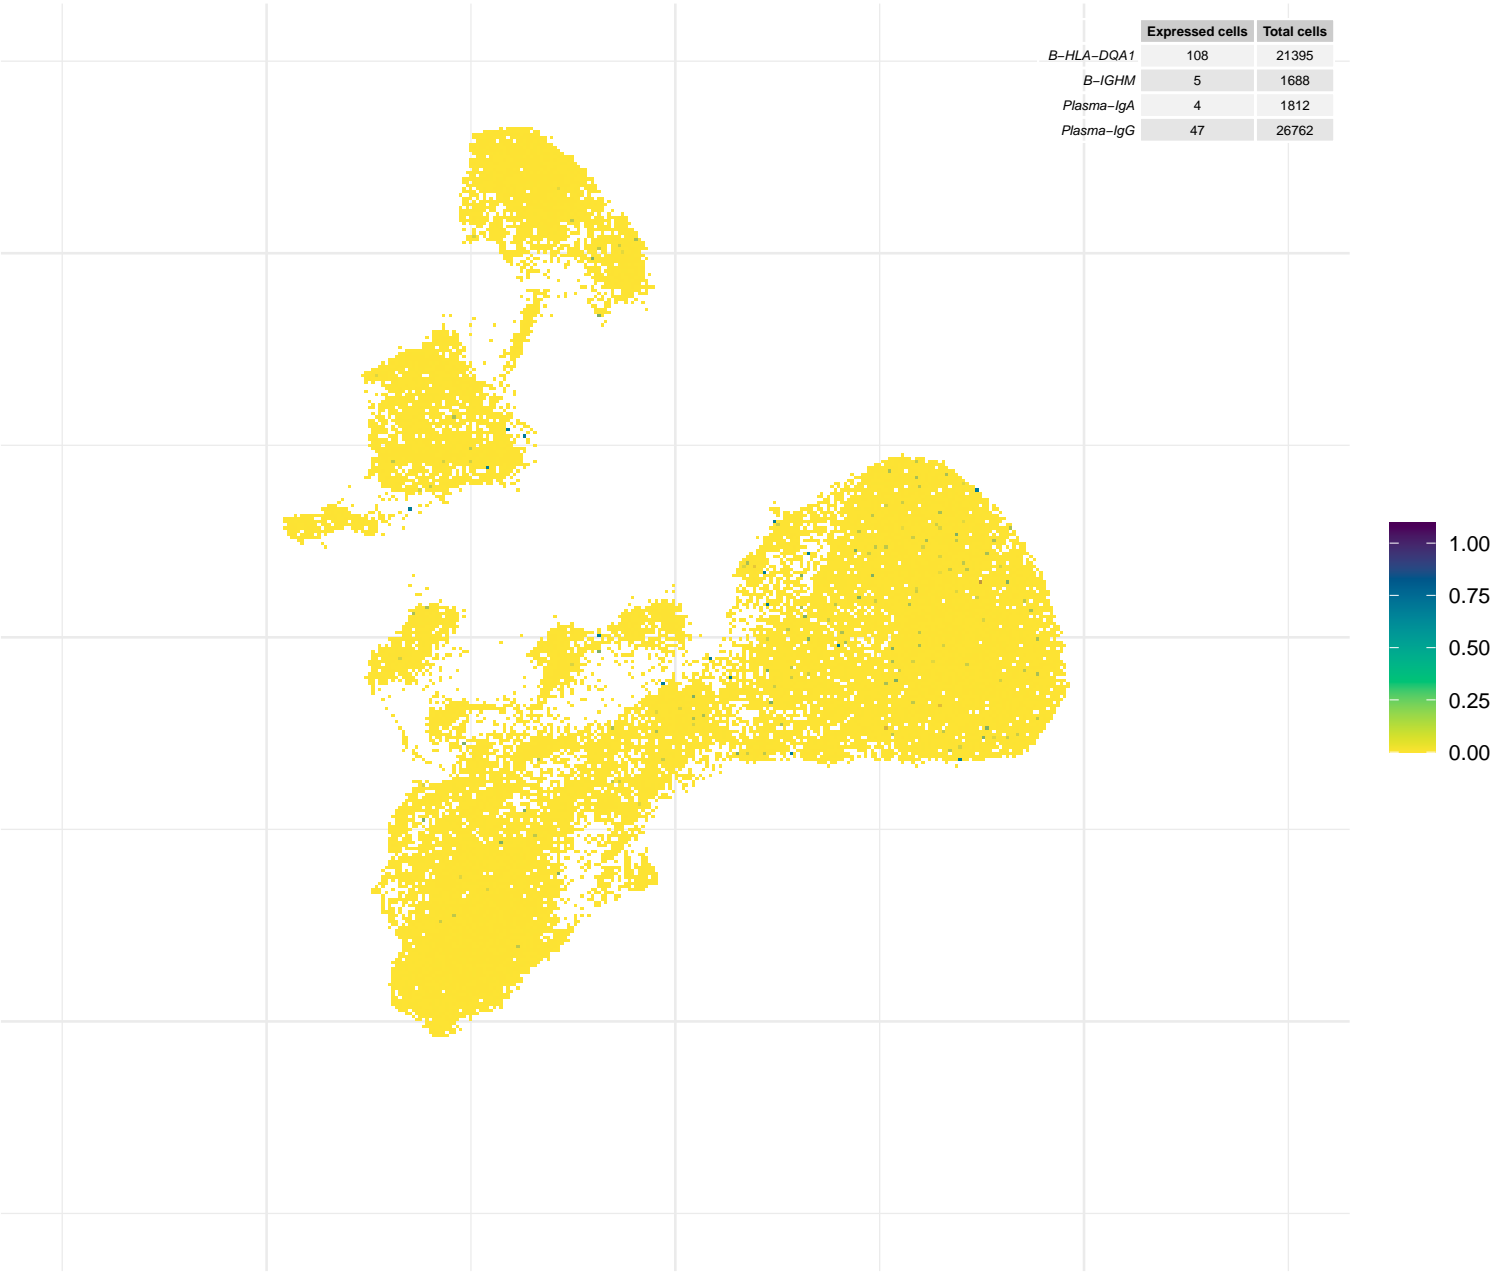 Expressed cells Total cells
B−HLA−DQA1 108 21395
B−IGHM 5 1688
Plasma−IgA 4 1812
Plasma−IgG 47 26762
1.00
0.75
0.50
0.25
0.00